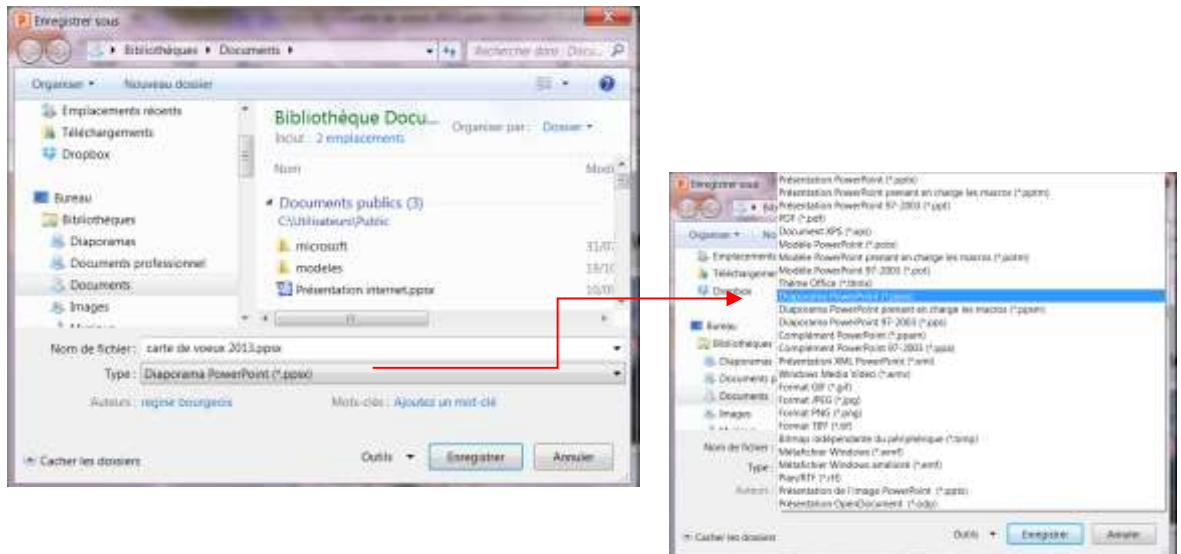 Enregistrer sous
Bibliothèques ▸ Documents ▸
Rechercher dans : Docu...
Organiser
Nouveau dossier
Emplacements récents
Téléchargements
Dropbox
Bureau
Bibliothèques
Diaporamas
Documents professionnel
Documents
Images
Bibliothèque Docu...
Inclut : 2 emplacements
Organiser par : Dossier
Nom
Modi
Documents publics (3)
C:\Utilisateurs\Public
microsoft
31/07
modeles
Présentation internet.pptx
Nom de fichier : carte de voeux 2013.ppsx
Type : Diaporama PowerPoint (*.ppsx)
Auteurs : regine bourgeois
Mots-clés : Ajoutez un mot-clé
Cacher les dossiers
Outils
Enregistrer
Annuler
Enregistrer sous
Organiser
No
Emplacements
Téléchargeme
Dropbox
Bureau
Bibliothèques
Diaporamas
Documents p
Documents
Images
Présentation PowerPoint (*.pptx)
Présentation PowerPoint prenant en charge les macros (*.pptm)
Présentation PowerPoint 97-2003 (*.ppt)
PDF (*.pdf)
Document XPS (*.xps)
Modèle PowerPoint (*.potx)
Modèle PowerPoint prenant en charge les macros (*.potm)
Modèle PowerPoint 97-2003 (*.pot)
Thème Office (*.thmx)
Diaporama PowerPoint (*.ppsx)
Diaporama PowerPoint prenant en charge les macros (*.ppsm)
Diaporama PowerPoint 97-2003 (*.pps)
Complément PowerPoint (*.ppam)
Complément PowerPoint 97-2003 (*.ppa)
Présentation XML PowerPoint (*.xml)
Windows Media Video (*.wmv)
Format GIF (*.gif)
Format JPEG (*.jpg)
Format PNG (*.png)
Format TIFF (*.tif)
Bitmap indépendante du périphérique (*.bmp)
Métafichier Windows (*.wmf)
Métafichier Windows amélioré (*.emf)
Plan/RTF (*.rtf)
Présentation de l'image PowerPoint (*.pptx)
Présentation OpenDocument (*.odp)
Nom de fichier :
Type :
Auteurs :
Cacher les dossiers
Outils
Enregistrer
Annuler